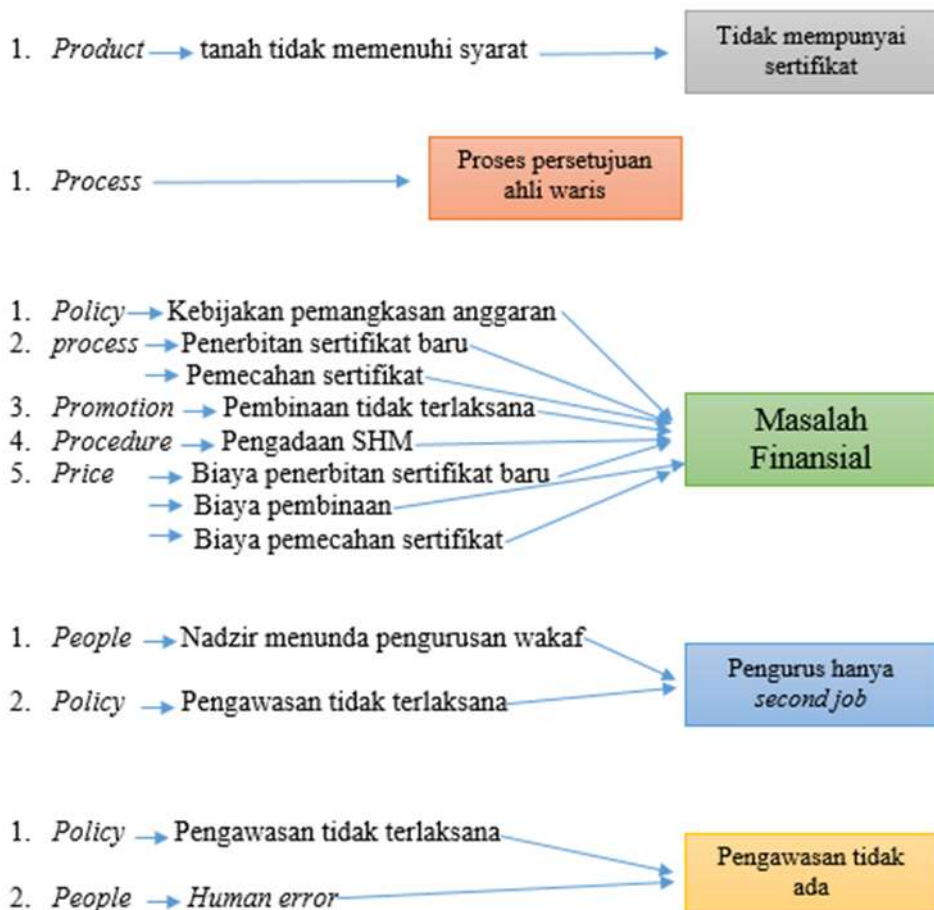 1. Product tanah tidak memenuhi syarat
Tidak mempunyai
sertifikat
1. Process
Proses persetujuan
ahli waris
1. Policy Kebijakan pemangkasan anggaran
2. process Penerbitan sertifikat baru
Pemecahan sertifikat
3. Promotion Pembinaan tidak terlaksana
4. Procedure Pengadaan SHM
5. Price Biaya penerbitan sertifikat baru
Biaya pembinaan
Biaya pemecahan sertifikat
Masalah
Finansial
1. People Nadzir menunda pengurusan wakaf
2. Policy Pengawasan tidak terlaksana
Pengurus hanya
second job
1. Policy Pengawasan tidak terlaksana
2. People Human error
Pengawasan tidak
ada